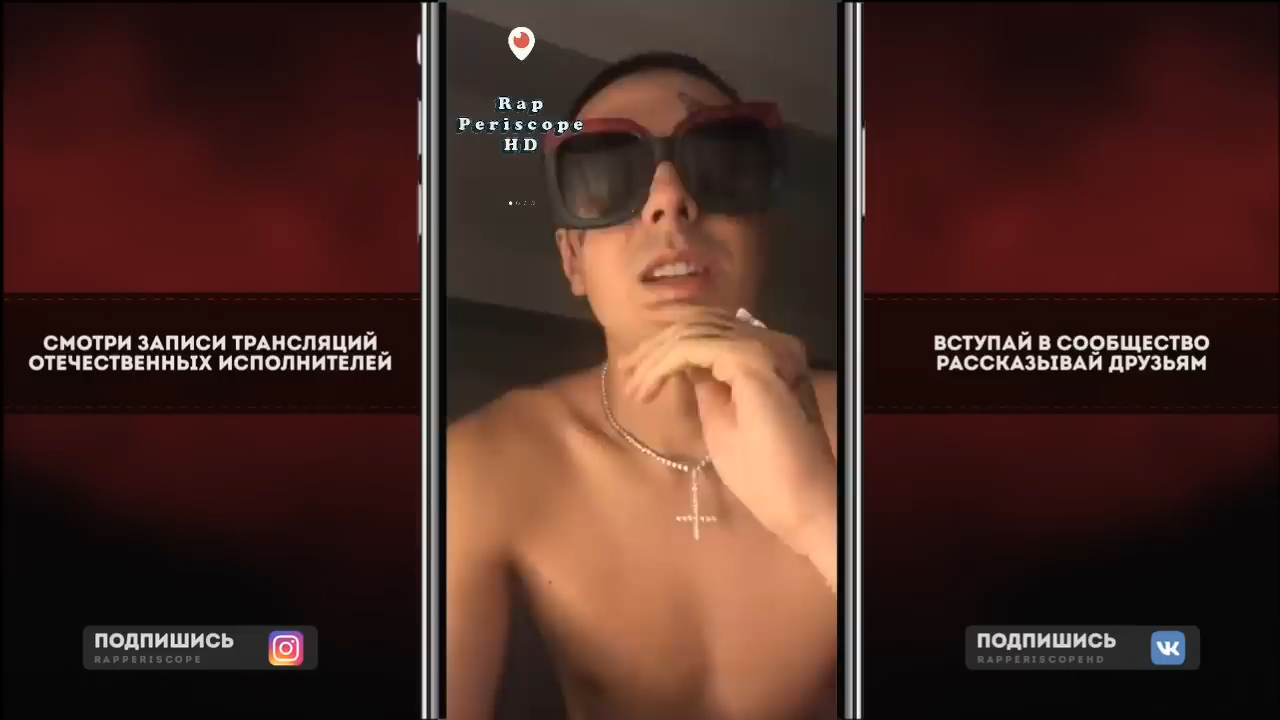 Rap
Periscope
HD
СМОТРИ ЗАПИСИ ТРАНСЛЯЦИЙ
ОТЕЧЕСТВЕННЫХ ИСПОЛНИТЕЛЕЙ
ВСТУПАЙ В СООБЩЕСТВО
РАССКАЗЫВАЙ ДРУЗЬЯМ
ПОДПИШИСЬ
RAPPERISCOPE
ПОДПИШИСЬ
RAPPERISCOPEHD